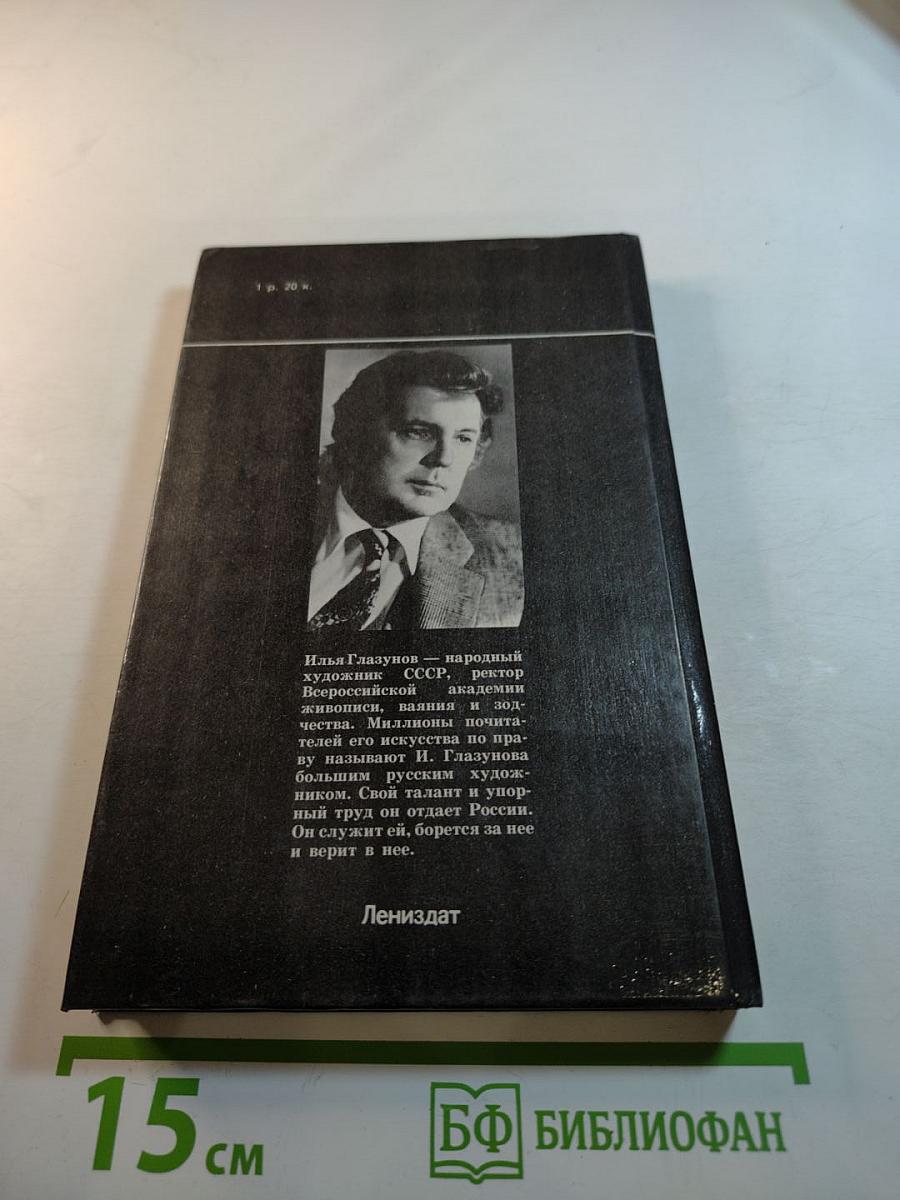 1 р. 20 к.
Илья Глазунов — народный
художник СССР, ректор
Всероссийской академии
живописи, ваяния и зод-
чества. Миллионы почита-
телей его искусства по пра-
ву называют И. Глазунова
большим русским худож-
ником. Свой талант и упор-
ный труд он отдает России.
Он служит ей, борется за нее
и верит в нее.
Лениздат
15 см
БФ БИБЛИОФАН